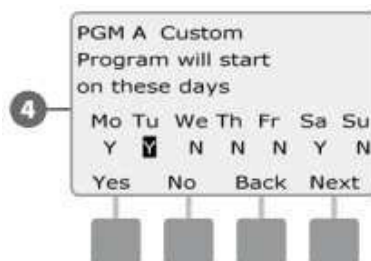 PGM A Custom
Program will start
on these days
4
Mo Tu We Th Fr Sa Su
Y Y N N N Y N
Yes No Back Next